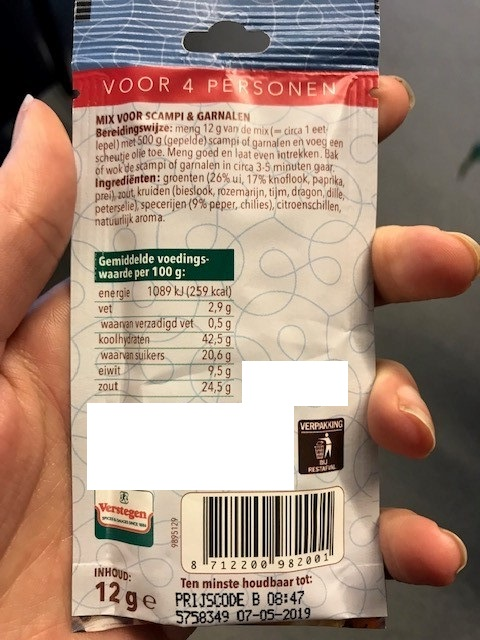 VOOR 4 PERSONEN
MIX VOOR SCAMPI & GARNALEN
Bereidingswijze: meng 12 g van de mix (= circa 1 eet-
lepel) met 500 g (gepelde) scampi of garnalen en voeg een
scheutje olie toe. Meng goed en laat even intrekken. Bak
of wok de scampi of garnalen in circa 3-5 minuten gaar.
Ingrediënten: groenten (26% ui, 17% knoflook, paprika,
prei), zout, kruiden (bieslook, rozemarijn, tijm, dragon, dille,
peterselie), specerijen (9% peper, chilies), citroenschillen,
natuurlijk aroma.
Gemiddelde voedings-
waarde per 100 g:
energie 1089 kJ (259 kcal)
vet 2,9 g
waarvan verzadigd vet 0,5 g
koolhydraten 42,5 g
waarvan suikers 20,6 g
eiwit 9,5 g
zout 24,5 g
VERPAKKING
BIJ
RESTAFVAL
Verstegen
9895129
8 712200 982001
INHOUD:
12 g e
Ten minste houdbaar tot:
PRIJSCODE B 08:47
5758349 07-05-2019